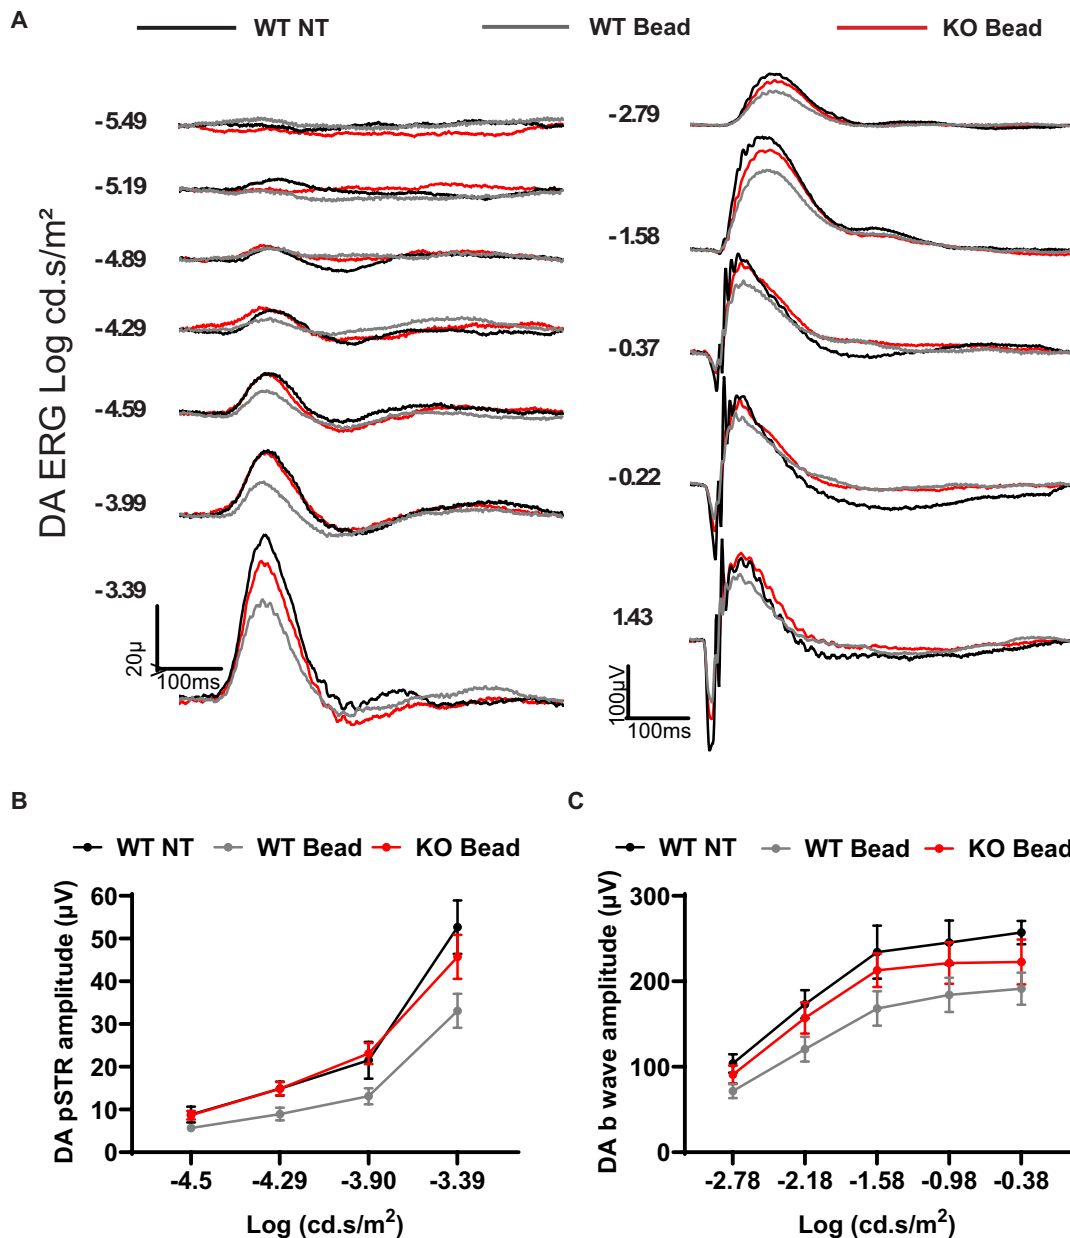 A
WT NT WT Bead KO Bead
DA ERG Log cd.s/m²
-5.49
-5.19
-4.89
-4.29
-4.59
-3.99
-3.39
20µ
100ms
-2.79
-1.58
-0.37
-0.22
1.43
100µV
100ms
B
WT NT WT Bead KO Bead
DA pSTR amplitude (µV)
60
50
40
30
20
10
0
-4.5 -4.29 -3.90 -3.39
Log (cd.s/m²)
C
WT NT WT Bead KO Bead
DA b wave amplitude (µV)
300
200
100
0
-2.78 -2.18 -1.58 -0.98 -0.38
Log (cd.s/m²)